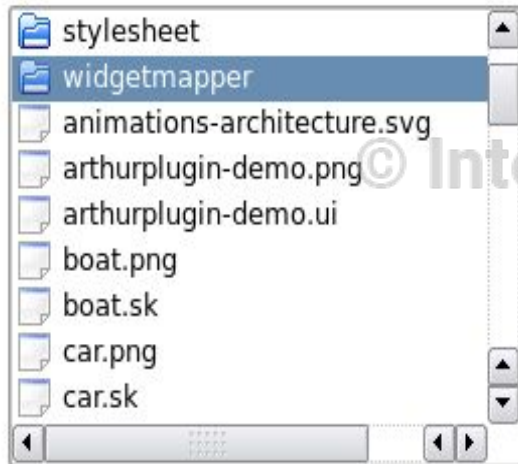 stylesheet
widgetmapper
animations-architecture.svg
arthurplugin-demo.png
©
arthurplugin-demo.ui
boat.png
boat.sk
car.png
car.sk